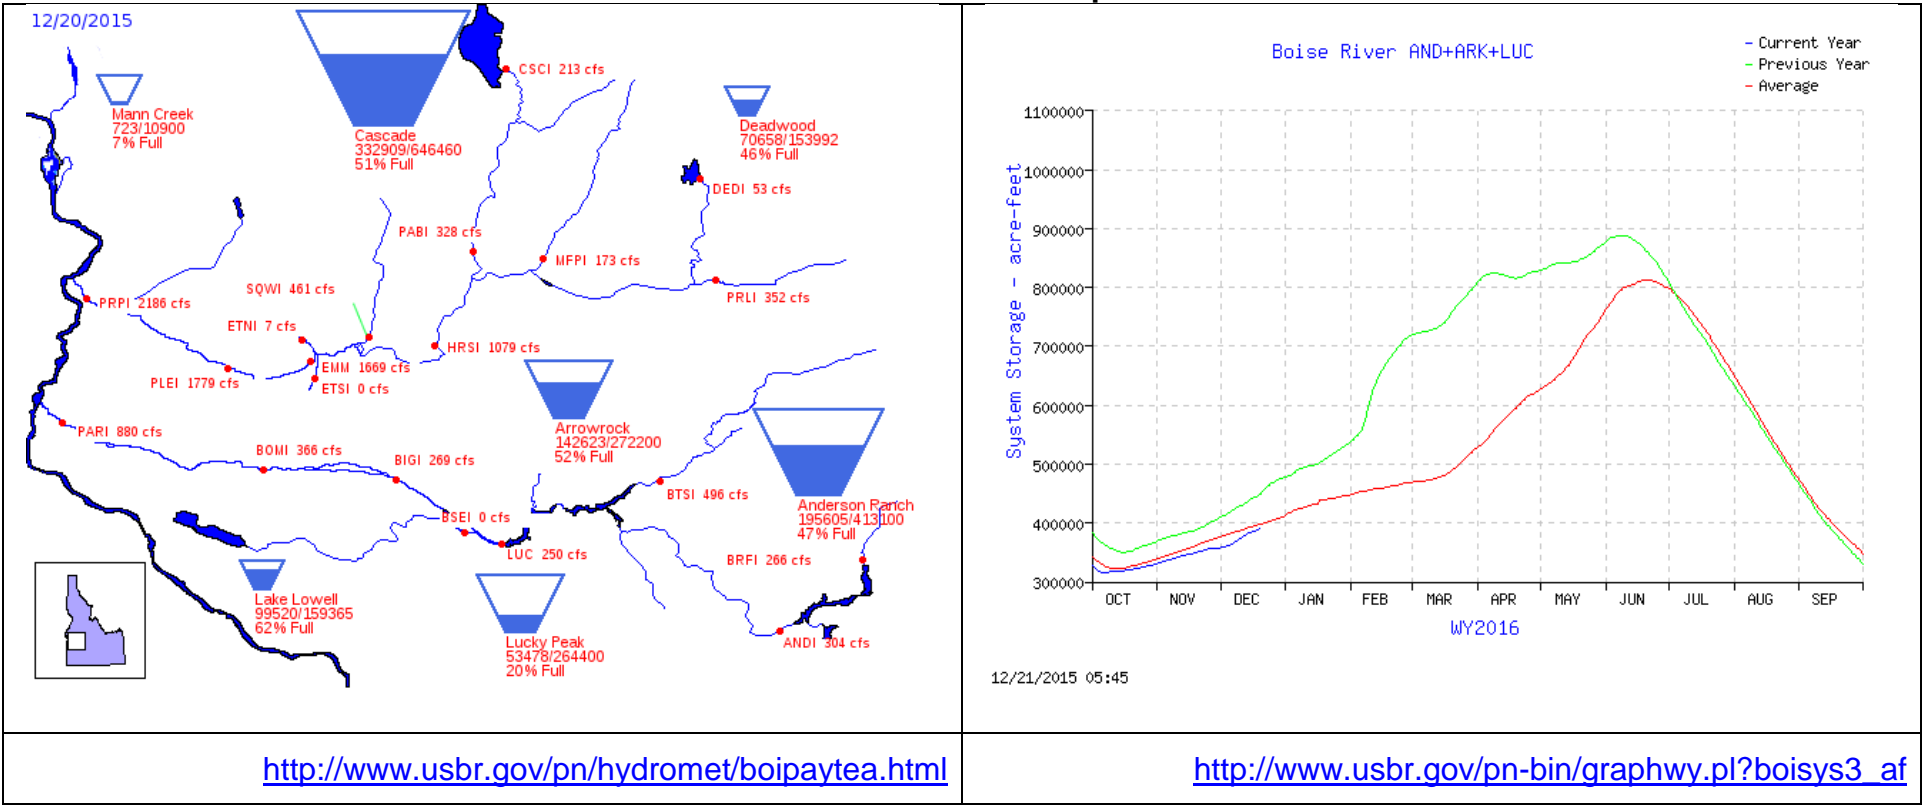 12/20/2015
Mann Creek
723/10900
7% Full
Cascade
332909/646460
51% Full
CSCI 213 cfs
Deadwood
70658/153992
46% Full
DEDI 53 cfs
PABI 328 cfs
MFPI 173 cfs
PRLI 352 cfs
SQWI 461 cfs
PRPI 2186 cfs
ETNI 7 cfs
HRSI 1079 cfs
EMM 1669 cfs
PLEI 1779 cfs
ETSI 0 cfs
Arrowrock
142623/272200
52% Full
PARI 880 cfs
BOMI 366 cfs
BIGI 269 cfs
BTSI 496 cfs
Anderson Ranch
195605/413100
47% Full
BSEI 0 cfs
LUC 250 cfs
BRFI 266 cfs
Lake Lowell
99520/159365
62% Full
Lucky Peak
53478/264400
20% Full
ANDI 304 cfs
Boise River AND+ARK+LUC
Current Year
Previous Year
Average
System Storage - acre-feet
1100000
1000000
900000
800000
700000
600000
500000
400000
300000
OCT NOV DEC JAN FEB MAR APR MAY JUN JUL AUG SEP
WY2016
12/21/2015 05:45
http://www.usbr.gov/pn/hydromet/boipaytea.html
http://www.usbr.gov/pn-bin/graphwy.pl?boisys3_af